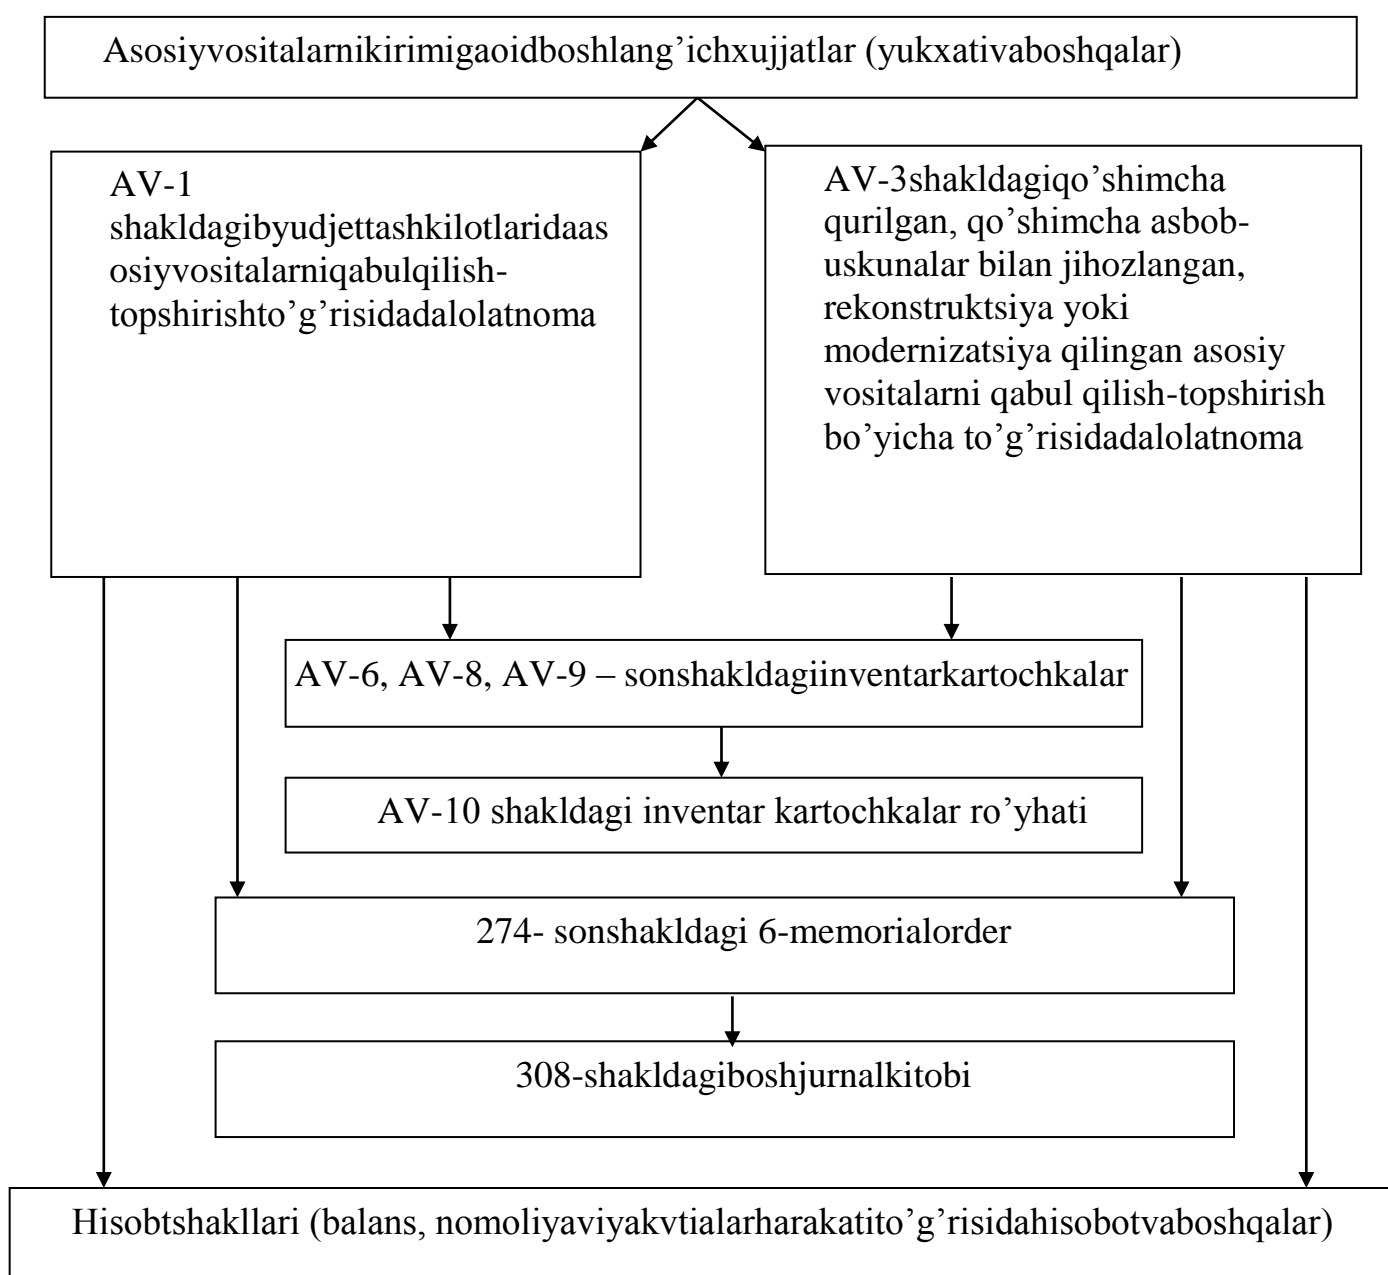 Asosiyvositalarnikirimigaoidboshlang’ichxujjatlar (yukxativaboshqalar)
AV-1
shakldagibyudjettashkilotlaridaas
osiyvositalarniqabulqilish-
topshirishto’g’risidadalolatnoma
AV-3shakldagiqo’shimcha
qurilgan, qo’shimcha asbob-
uskunalar bilan jihozlangan,
rekonstruktsiya yoki
modernizatsiya qilingan asosiy
vositalarni qabul qilish-topshirish
bo’yicha to’g’risidadalolatnoma
AV-6, AV-8, AV-9 – sonshakldagiinventarkartochkalar
AV-10 shakldagi inventar kartochkalar ro’yhati
274- sonshakldagi 6-memorialorder
308-shakldagiboshjurnalkitobi
Hisobtshakllari (balans, nomoliyaviyakvtialarharakatito’g’risidahisobotvaboshqalar)